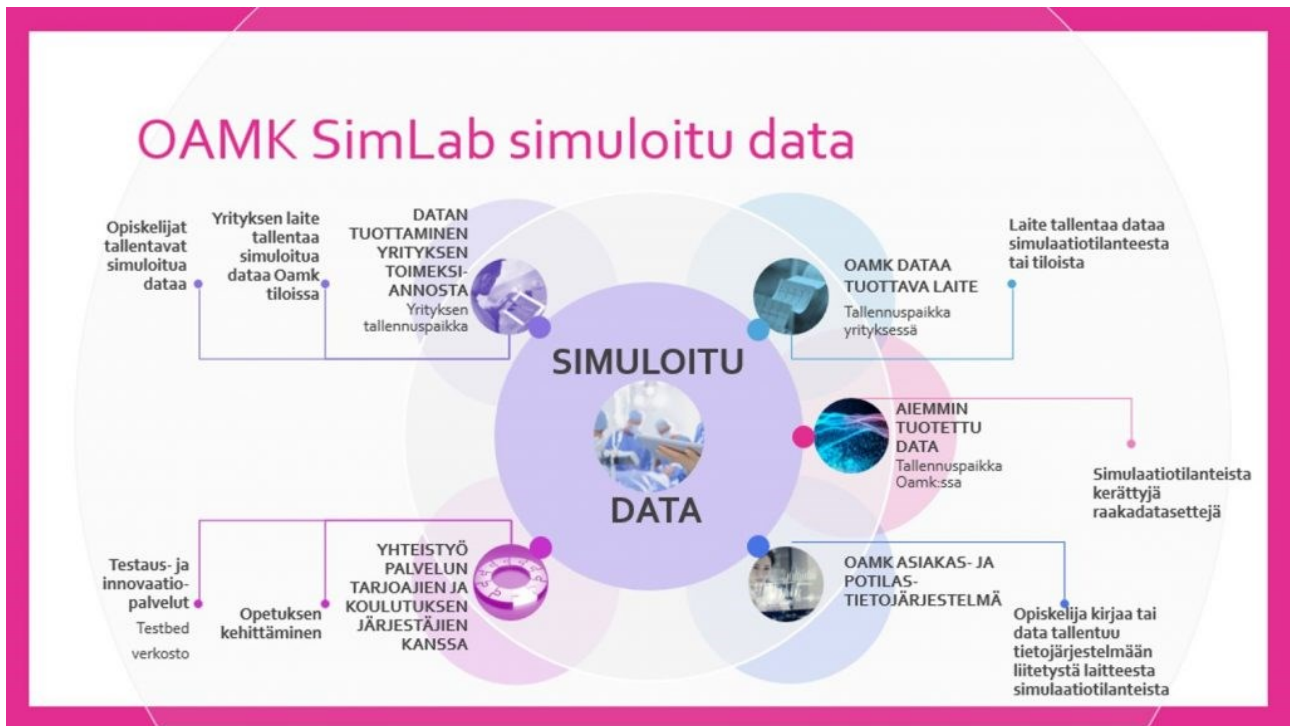 OAMK SimLab simuloitu data
Opiskelijat
tallentavat
simuloitua
dataa
Yrityksen laite
tallentaa
simuloitua
dataa Oamk
tiloissa
DATAN
TUOTTAMINEN
YRITYKSEN
TOIMEKSI-
ANNOSTA
Yrityksen
tallennuspaikka
OAMK DATAA
TUOTTAVA LAITE
Tallennuspaikka
yrityksessä
Laite tallentaa dataa
simulaatiotilanteesta
tai tiloista
SIMULOITU
DATA
AIEMMIN
TUOTETTU
DATA
Tallennuspaikka
Oamk:ssa
Simulaatiotilanteista
kerättyjä
raakadatasettejä
Testaus- ja
innovaatio-
palvelut
Testbed
verkosto
Opetuksen
kehittäminen
YHTEISTYÖ
PALVELUN
TARJOAJIEN JA
KOULUTUKSEN
JÄRJESTÄJIEN
KANSSA
OAMK ASIAKAS- JA
POTILAS-
TIETOJÄRJESTELMÄ
Opiskelija kirjaa tai
data tallentuu
tietojärjestelmään
liitetystä laitteesta
simulaatiotilanteista